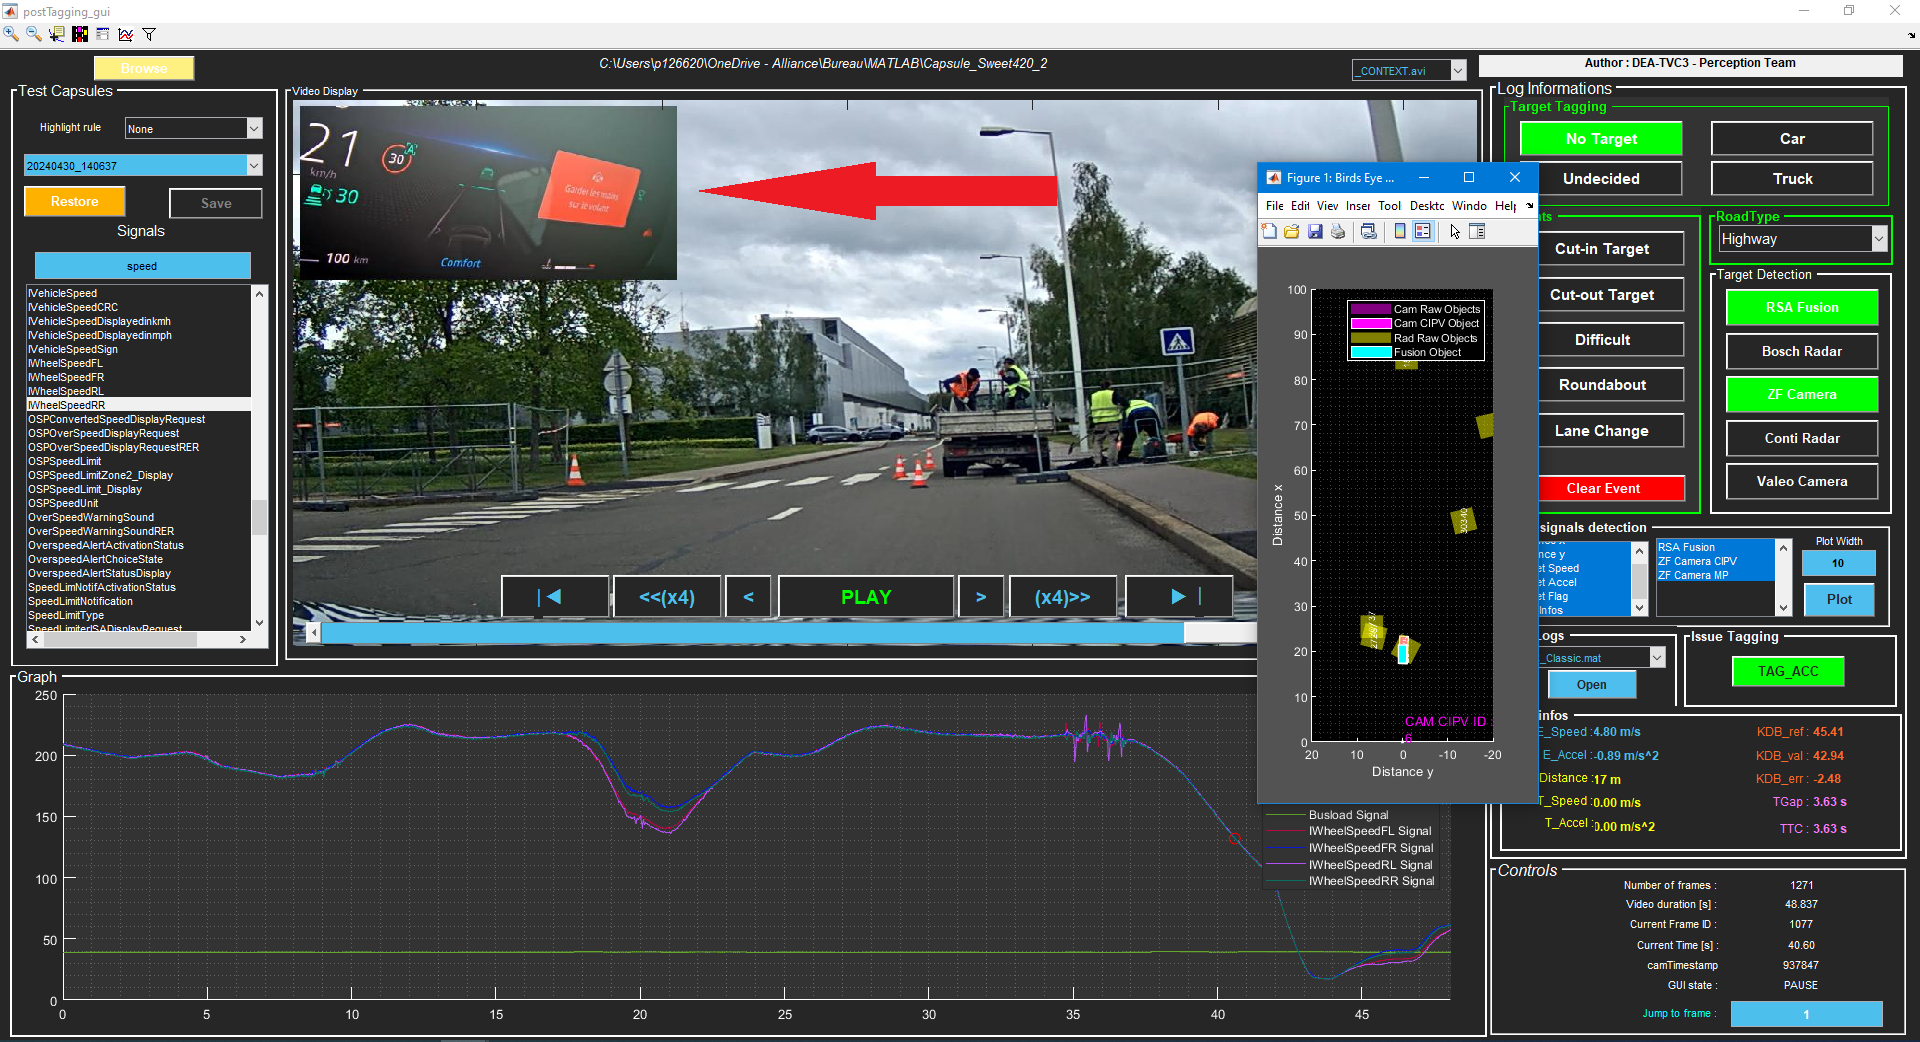 postTagging_gui
Browse
C:\Users\p126620\OneDrive - Alliance\Bureau\MATLAB\Capsule_Sweet420_2
_CONTEXT.avi
Author : DEA-TVC3 - Perception Team
Test Capsules
Highlight rule
None
20240430_140637
Restore
Save
Signals
speed
IVehicleSpeed
IVehicleSpeedCRC
IVehicleSpeedDisplayedinkmh
IVehicleSpeedDisplayedinmph
IVehicleSpeedSign
IWheelSpeedFL
IWheelSpeedFR
IWheelSpeedRL
IWheelSpeedRR
OSPConvertedSpeedDisplayRequest
OSPOverSpeedDisplayRequest
OSPOverSpeedDisplayRequestRER
OSPSpeedLimit
OSPSpeedLimitZone2_Display
OSPSpeedLimit_Display
OSPSpeedUnit
OverSpeedWarningSound
OverSpeedWarningSoundRER
OverspeedAlertActivationStatus
OverspeedAlertChoiceState
OverspeedAlertStatusDisplay
SpeedLimNotifActivationStatus
SpeedLimitNotification
SpeedLimitType
SpeedLimiterISADisplayRequest
Video Display
21
km/h
30
A
30
Garder les mains
sur le volant
100 km
Comfort
|◀
<<(x4)
<
PLAY
>
(x4)>>
▶|
Figure 1: Birds Eye ...
File Edit View Inser Tool Desktc Windo Help
100
90
80
70
60
50
40
30
20
10
0
Distance x
Cam Raw Objects
Cam CIPV Object
Rad Raw Objects
Fusion Object
CAM CIPV ID :
6
20 10 0 -10 -20
Distance y
Log Informations
Target Tagging
No Target
Car
Undecided
Truck
nts
Cut-in Target
Cut-out Target
Difficult
Roundabout
Lane Change
Clear Event
RoadType
Highway
Target Detection
RSA Fusion
Bosch Radar
ZF Camera
Conti Radar
Valeo Camera
signals detection
nce y
et Speed
et Accel
et Flag
Infos
RSA Fusion
ZF Camera CIPV
ZF Camera MP
Plot Width
10
Plot
Logs
_Classic.mat
Open
Issue Tagging
TAG_ACC
infos
E_Speed :4.80 m/s
E_Accel :-0.89 m/s^2
Distance :17 m
T_Speed :0.00 m/s
T_Accel :0.00 m/s^2
KDB_ref : 45.41
KDB_val : 42.94
KDB_err : -2.48
TGap : 3.63 s
TTC : 3.63 s
Graph
250
200
150
100
50
0
0 5 10 15 20 25 30 35 40 45
Busload Signal
IWheelSpeedFL Signal
IWheelSpeedFR Signal
IWheelSpeedRL Signal
IWheelSpeedRR Signal
Controls
Number of frames : 1271
Video duration [s] : 48.837
Current Frame ID : 1077
Current Time [s] : 40.60
camTimestamp 937847
GUI state : PAUSE
Jump to frame : 1